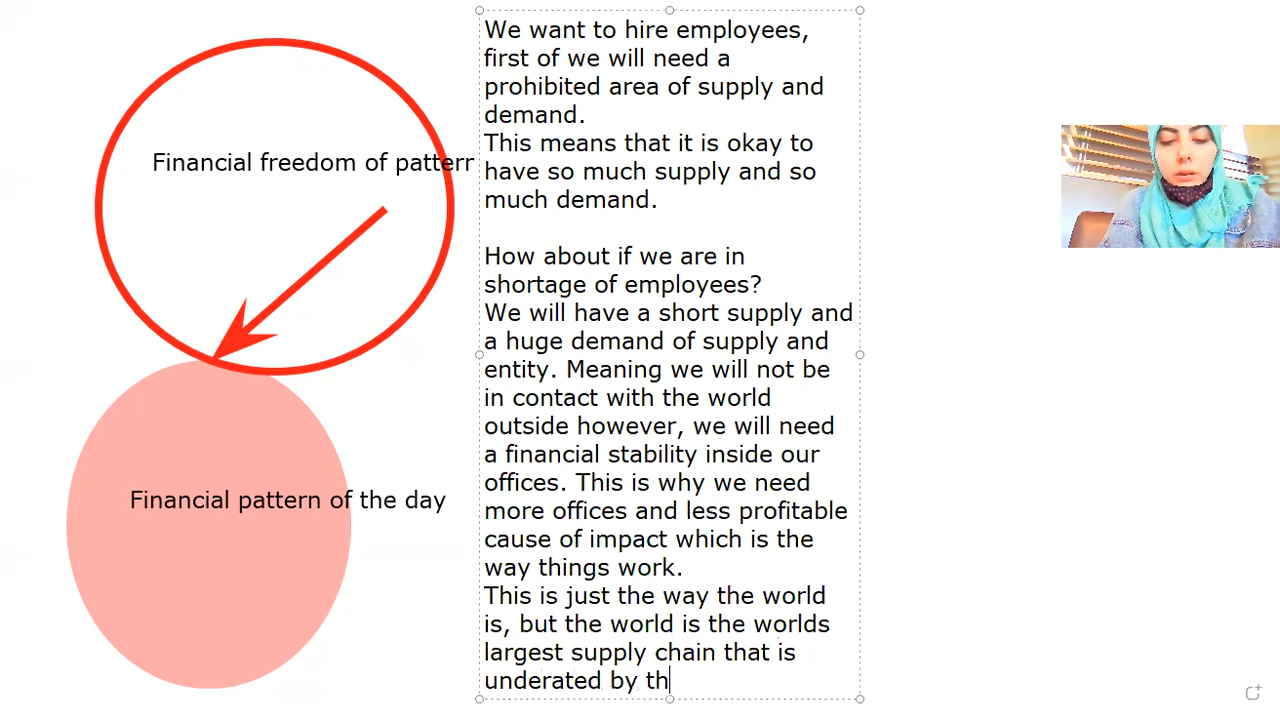 Financial freedom of pattern
Financial pattern of the day
We want to hire employees,
first of we will need a
prohibited area of supply and
demand.
This means that it is okay to
have so much supply and so
much demand.
How about if we are in
shortage of employees?
We will have a short supply and
a huge demand of supply and
entity. Meaning we will not be
in contact with the world
outside however, we will need
a financial stability inside our
offices. This is why we need
more offices and less profitable
cause of impact which is the
way things work.
This is just the way the world
is, but the world is the worlds
largest supply chain that is
underated by th